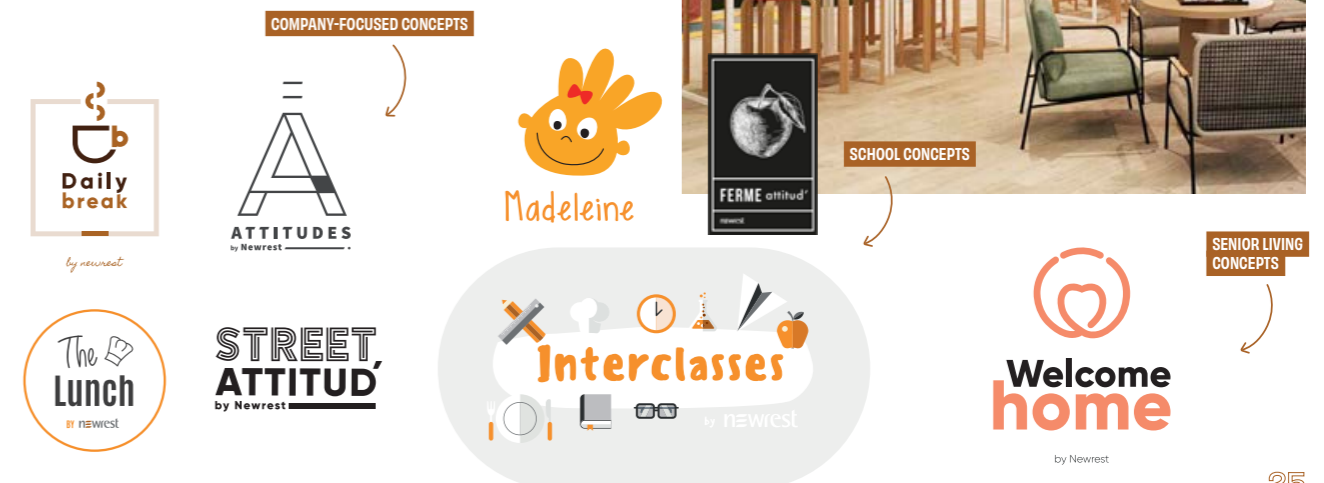 COMPANY-FOCUSED CONCEPTS
Daily
break
by newrest
ATTITUDES
by Newrest
The
Lunch
BY newrest
STREET
ATTITUD'
by Newrest
Madeleine
FERME attitud'
newrest
SCHOOL CONCEPTS
Interclasses
by newrest
SENIOR LIVING
CONCEPTS
Welcome
home
by Newrest
25